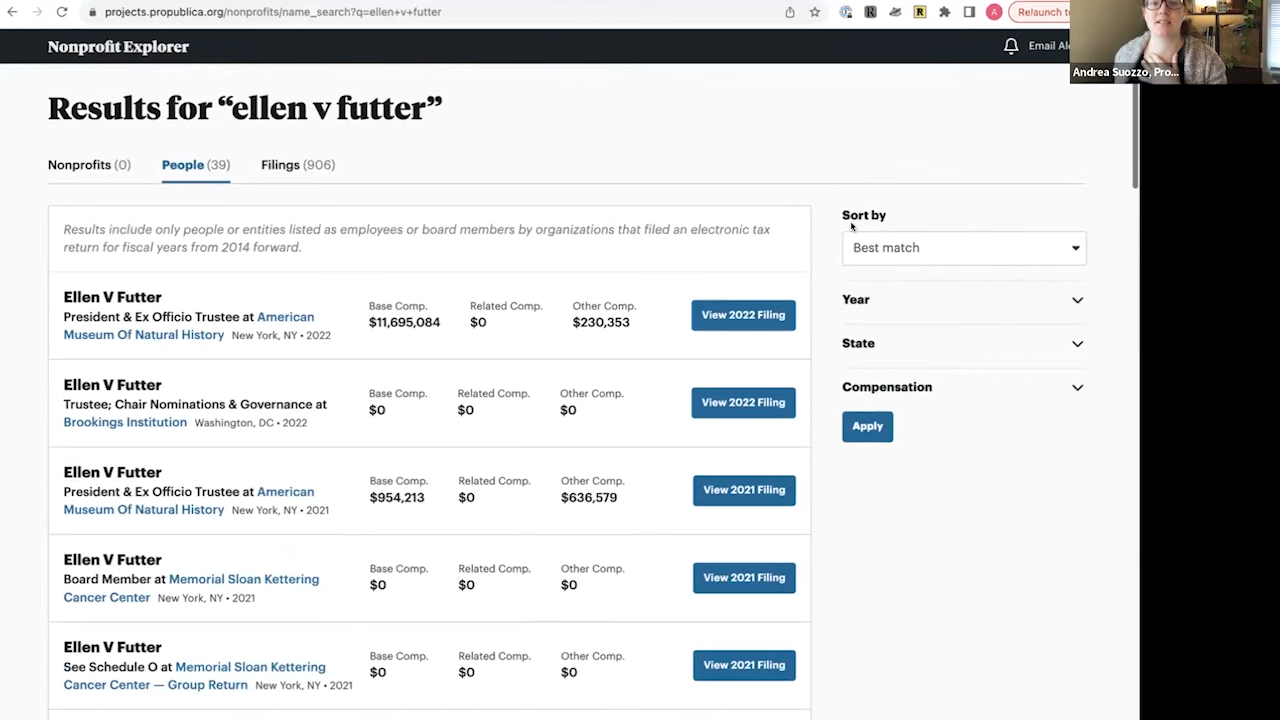 projects.propublica.org/nonprofits/name_search?q=ellen+v+futter
A
Relaunch to
Nonprofit Explorer
Email Al
Andrea Suozzo, Pro...
Results for “ellen v futter”
Nonprofits (0) People (39) Filings (906)
Results include only people or entities listed as employees or board members by organizations that filed an electronic tax
return for fiscal years from 2014 forward.
Sort by
Best match
Year
State
Compensation
Apply
Ellen V Futter
President & Ex Officio Trustee at American
Museum Of Natural History New York, NY • 2022
Base Comp. Related Comp. Other Comp.
$11,695,084 $0 $230,353
View 2022 Filing
Ellen V Futter
Trustee; Chair Nominations & Governance at
Brookings Institution Washington, DC • 2022
Base Comp. Related Comp. Other Comp.
$0 $0 $0
View 2022 Filing
Ellen V Futter
President & Ex Officio Trustee at American
Museum Of Natural History New York, NY • 2021
Base Comp. Related Comp. Other Comp.
$954,213 $0 $636,579
View 2021 Filing
Ellen V Futter
Board Member at Memorial Sloan Kettering
Cancer Center New York, NY • 2021
Base Comp. Related Comp. Other Comp.
$0 $0 $0
View 2021 Filing
Ellen V Futter
See Schedule O at Memorial Sloan Kettering
Cancer Center — Group Return New York, NY • 2021
Base Comp. Related Comp. Other Comp.
$0 $0 $0
View 2021 Filing